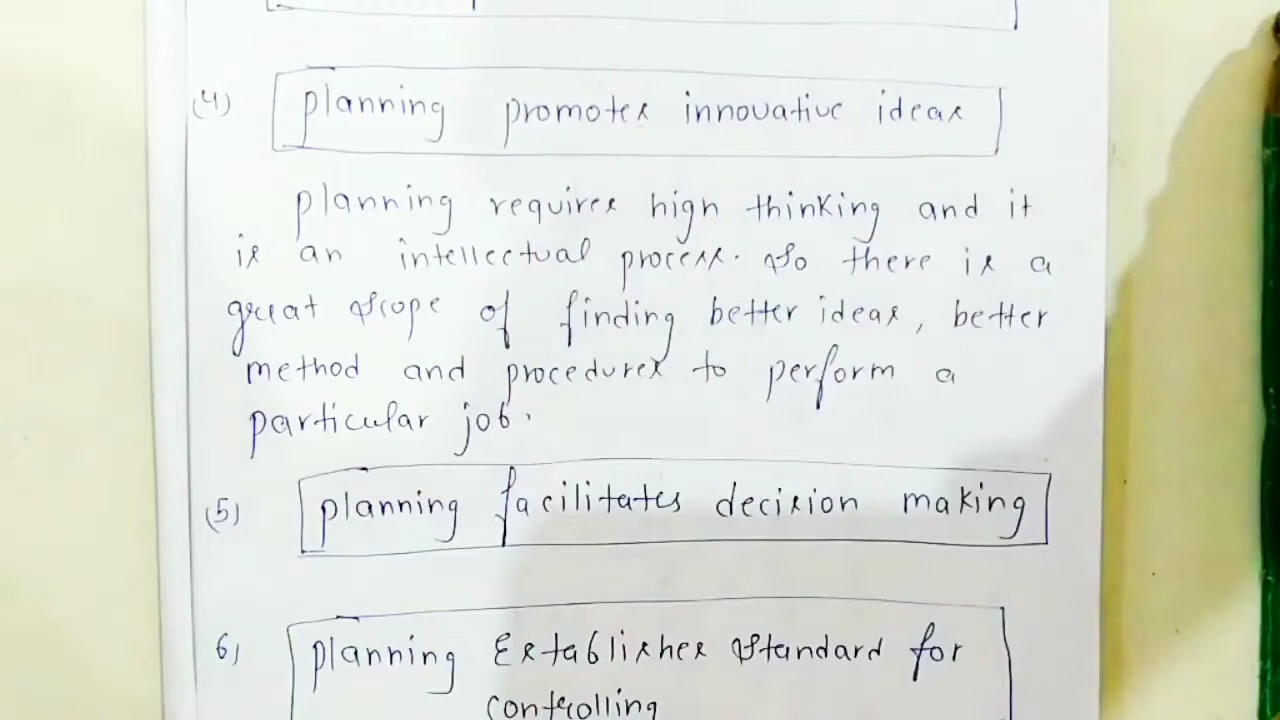 (4) planning promotes innovative ideas
planning requires high thinking and it
is an intellectual process. So there is a
great scope of finding better ideas, better
method and procedures to perform a
particular job.
(5) planning facilitates decision making
6) planning Establishes standard for
controlling